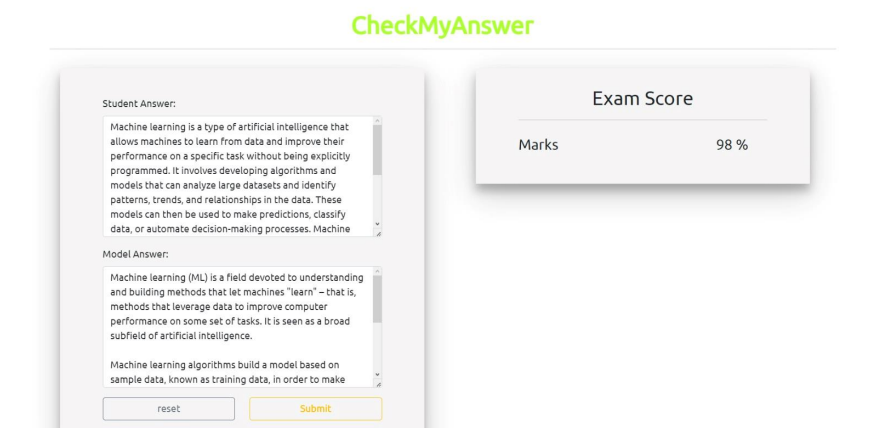 CheckMyAnswer
Student Answer:
Machine learning is a type of artificial intelligence that
allows machines to learn from data and improve their
performance on a specific task without being explicitly
programmed. It involves developing algorithms and
models that can analyze large datasets and identify
patterns, trends, and relationships in the data. These
models can then be used to make predictions, classify
data, or automate decision-making processes. Machine
Model Answer:
Machine learning (ML) is a field devoted to understanding
and building methods that let machines "learn" – that is,
methods that leverage data to improve computer
performance on some set of tasks. It is seen as a broad
subfield of artificial intelligence.
Machine learning algorithms build a model based on
sample data, known as training data, in order to make
reset
Submit
Exam Score
Marks 98 %